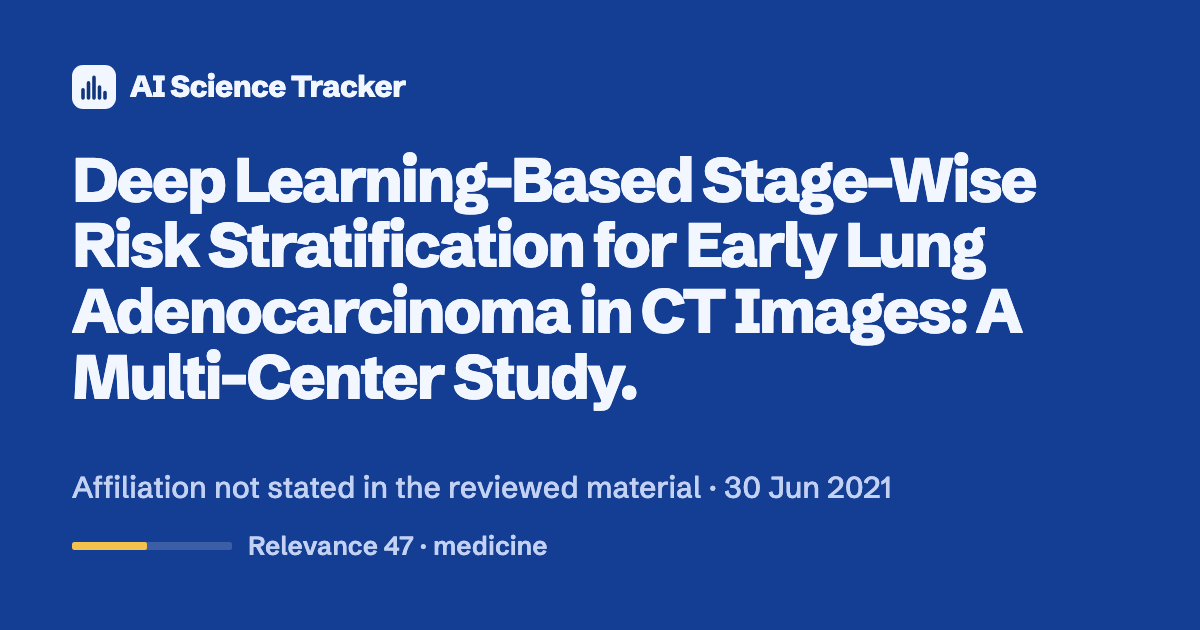 AI Science Tracker
Deep Learning-Based Stage-Wise
Risk Stratification for Early Lung
Adenocarcinoma in CT Images: A
Multi-Center Study.
Affiliation not stated in the reviewed material · 30 Jun 2021
Relevance 47 · medicine